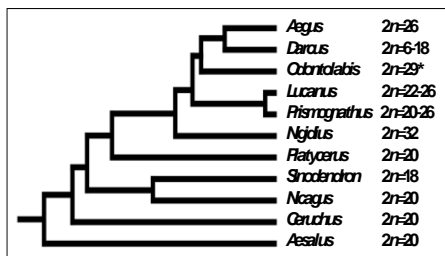 Aegus 2n=26
Dorcus 2n=6-18
Odontolabis 2n=29*
Lucanus 2n=22-26
Prismognathus 2n=20-26
Nigidius 2n=32
Platycerus 2n=20
Sinodendron 2n=18
Nicagus 2n=20
Ceruchus 2n=20
Aesalus 2n=20